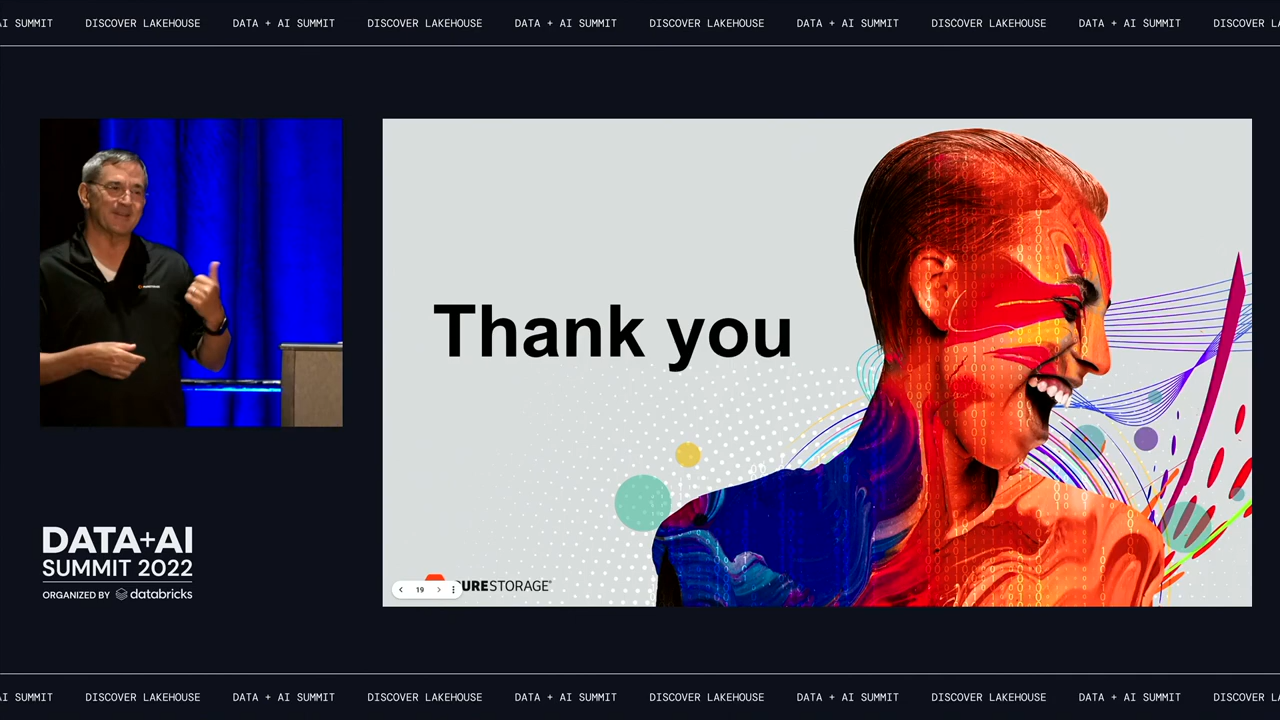 AI SUMMIT DISCOVER LAKEHOUSE DATA + AI SUMMIT DISCOVER LAKEHOUSE DATA + AI SUMMIT DISCOVER LAKEHOUSE DATA + AI SUMMIT DISCOVER LAKEHOUSE DATA + AI SUMMIT DISCOVER
Thank you
DATA+AI
SUMMIT 2022
ORGANIZED BY databricks
19
URESTORAGE®
AI SUMMIT DISCOVER LAKEHOUSE DATA + AI SUMMIT DISCOVER LAKEHOUSE DATA + AI SUMMIT DISCOVER LAKEHOUSE DATA + AI SUMMIT DISCOVER LAKEHOUSE DATA + AI SUMMIT DISCOVER